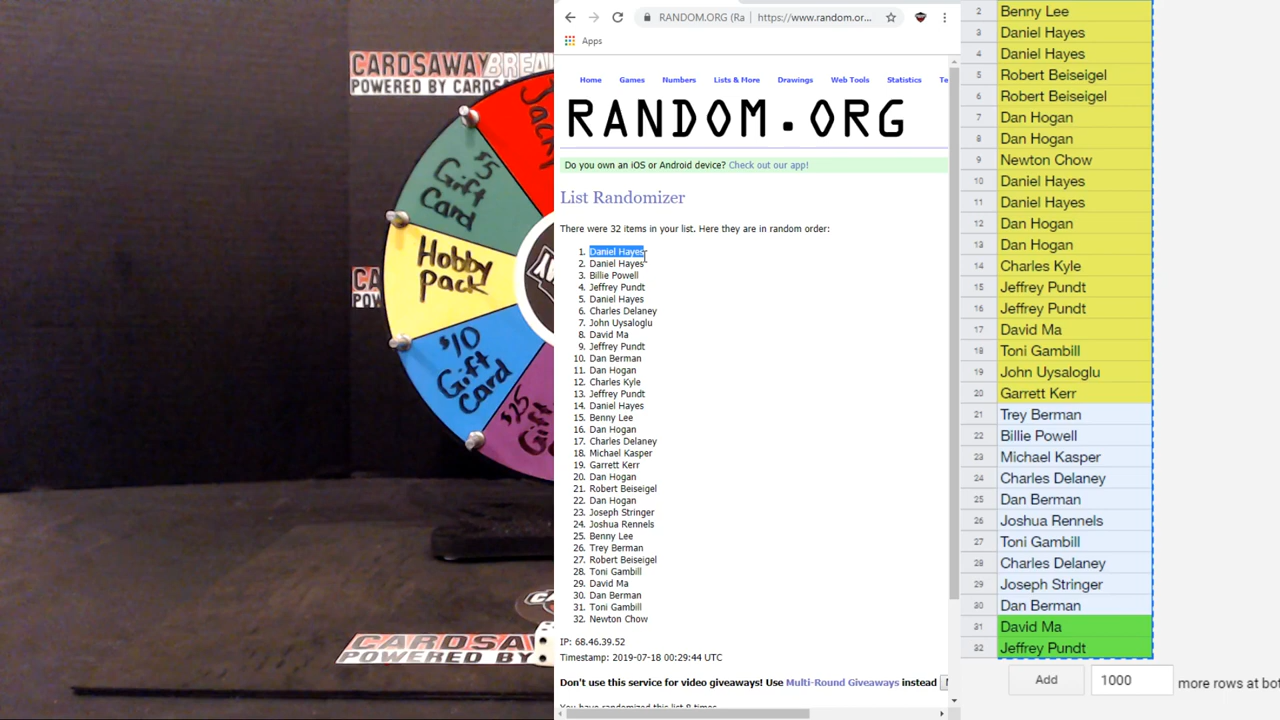 CARDSAWAY BREA
POWERED BY CARDS
Jack
$5
Gift
Card
Hobby
pack
$10
Gift
Card
$25
CARDSAWAY
POWERED BY CARDSAW
RANDOM.ORG (Ra
https://www.random.or...
Apps
Home Games Numbers Lists & More Drawings Web Tools Statistics Te
RANDOM.ORG
Do you own an iOS or Android device? Check out our app!
List Randomizer
There were 32 items in your list. Here they are in random order:
1. Daniel Hayes
2. Daniel Hayes
3. Billie Powell
4. Jeffrey Pundt
5. Daniel Hayes
6. Charles Delaney
7. John Uysaloglu
8. David Ma
9. Jeffrey Pundt
10. Dan Berman
11. Dan Hogan
12. Charles Kyle
13. Jeffrey Pundt
14. Daniel Hayes
15. Benny Lee
16. Dan Hogan
17. Charles Delaney
18. Michael Kasper
19. Garrett Kerr
20. Dan Hogan
21. Robert Beiseigel
22. Dan Hogan
23. Joseph Stringer
24. Joshua Rennels
25. Benny Lee
26. Trey Berman
27. Robert Beiseigel
28. Toni Gambill
29. David Ma
30. Dan Berman
31. Toni Gambill
32. Newton Chow
IP: 68.46.39.52
Timestamp: 2019-07-18 00:29:44 UTC
Don't use this service for video giveaways! Use Multi-Round Giveaways instead
You have randomized this list 8 times
2 Benny Lee
3 Daniel Hayes
4 Daniel Hayes
5 Robert Beiseigel
6 Robert Beiseigel
7 Dan Hogan
8 Dan Hogan
9 Newton Chow
10 Daniel Hayes
11 Daniel Hayes
12 Dan Hogan
13 Dan Hogan
14 Charles Kyle
15 Jeffrey Pundt
16 Jeffrey Pundt
17 David Ma
18 Toni Gambill
19 John Uysaloglu
20 Garrett Kerr
21 Trey Berman
22 Billie Powell
23 Michael Kasper
24 Charles Delaney
25 Dan Berman
26 Joshua Rennels
27 Toni Gambill
28 Charles Delaney
29 Joseph Stringer
30 Dan Berman
31 David Ma
32 Jeffrey Pundt
Add 1000 more rows at bot